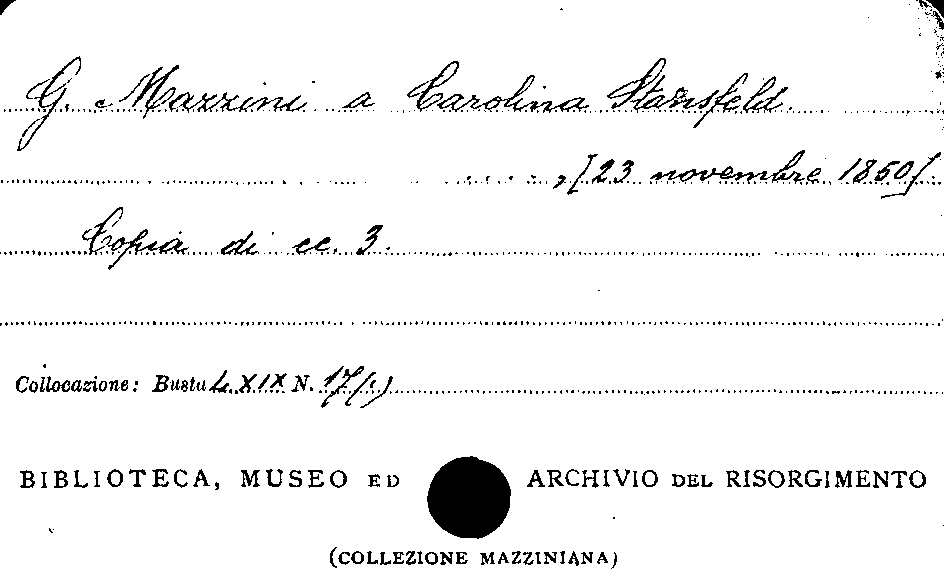 G. Mazzini a Carolina Stansfeld.
....., [23 novembre 1850].
Copia di cc. 3.
Collocazione: Busta LXIX N. 17(1)
BIBLIOTECA, MUSEO ED ARCHIVIO DEL RISORGIMENTO
(COLLEZIONE MAZZINIANA)